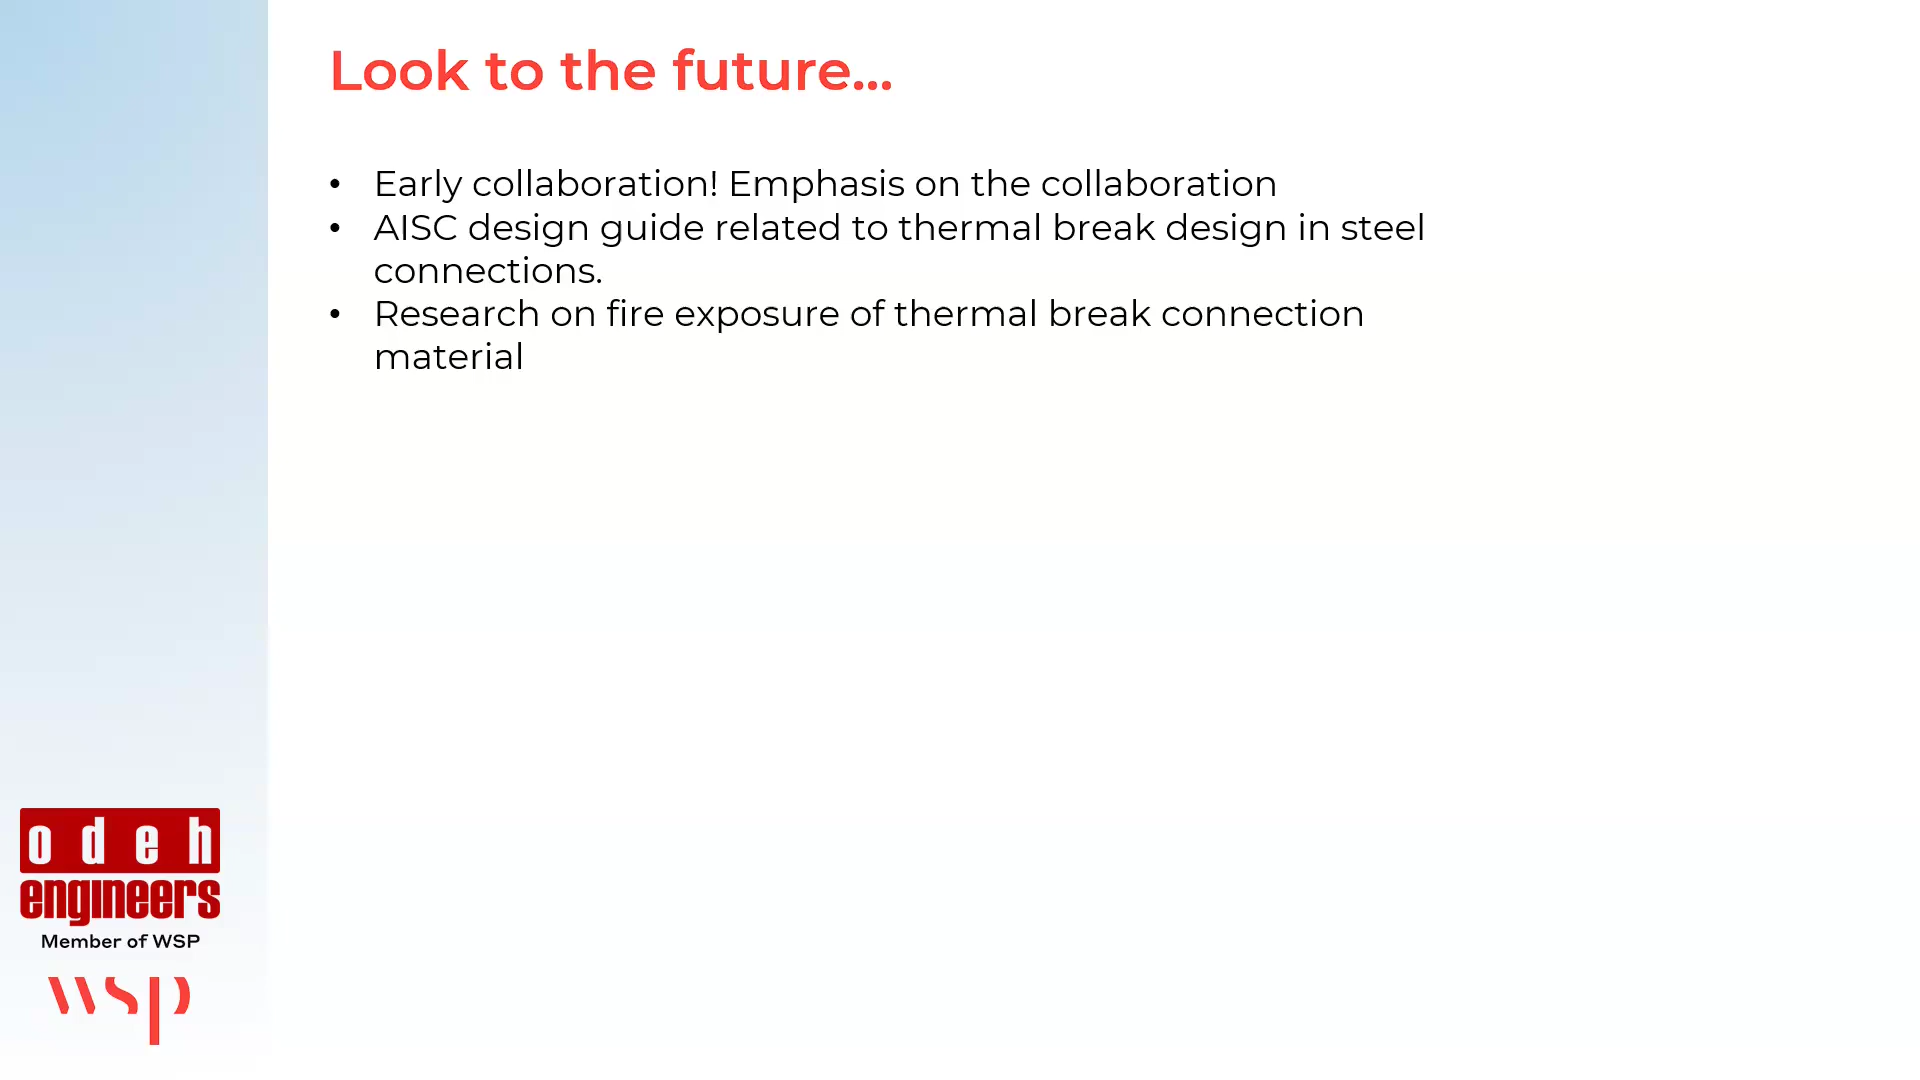 Look to the future...
• Early collaboration! Emphasis on the collaboration
• AISC design guide related to thermal break design in steel
connections.
• Research on fire exposure of thermal break connection
material
odeh
engineers
Member of WSP
wsp